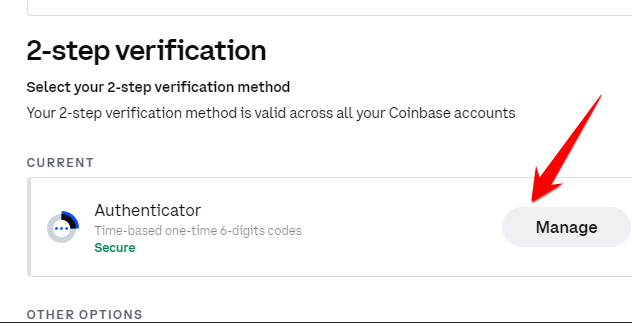 2-step verification
Select your 2-step verification method
Your 2-step verification method is valid across all your Coinbase accounts
CURRENT
Authenticator
Time-based one-time 6-digits codes
Secure
Manage
OTHER OPTIONS